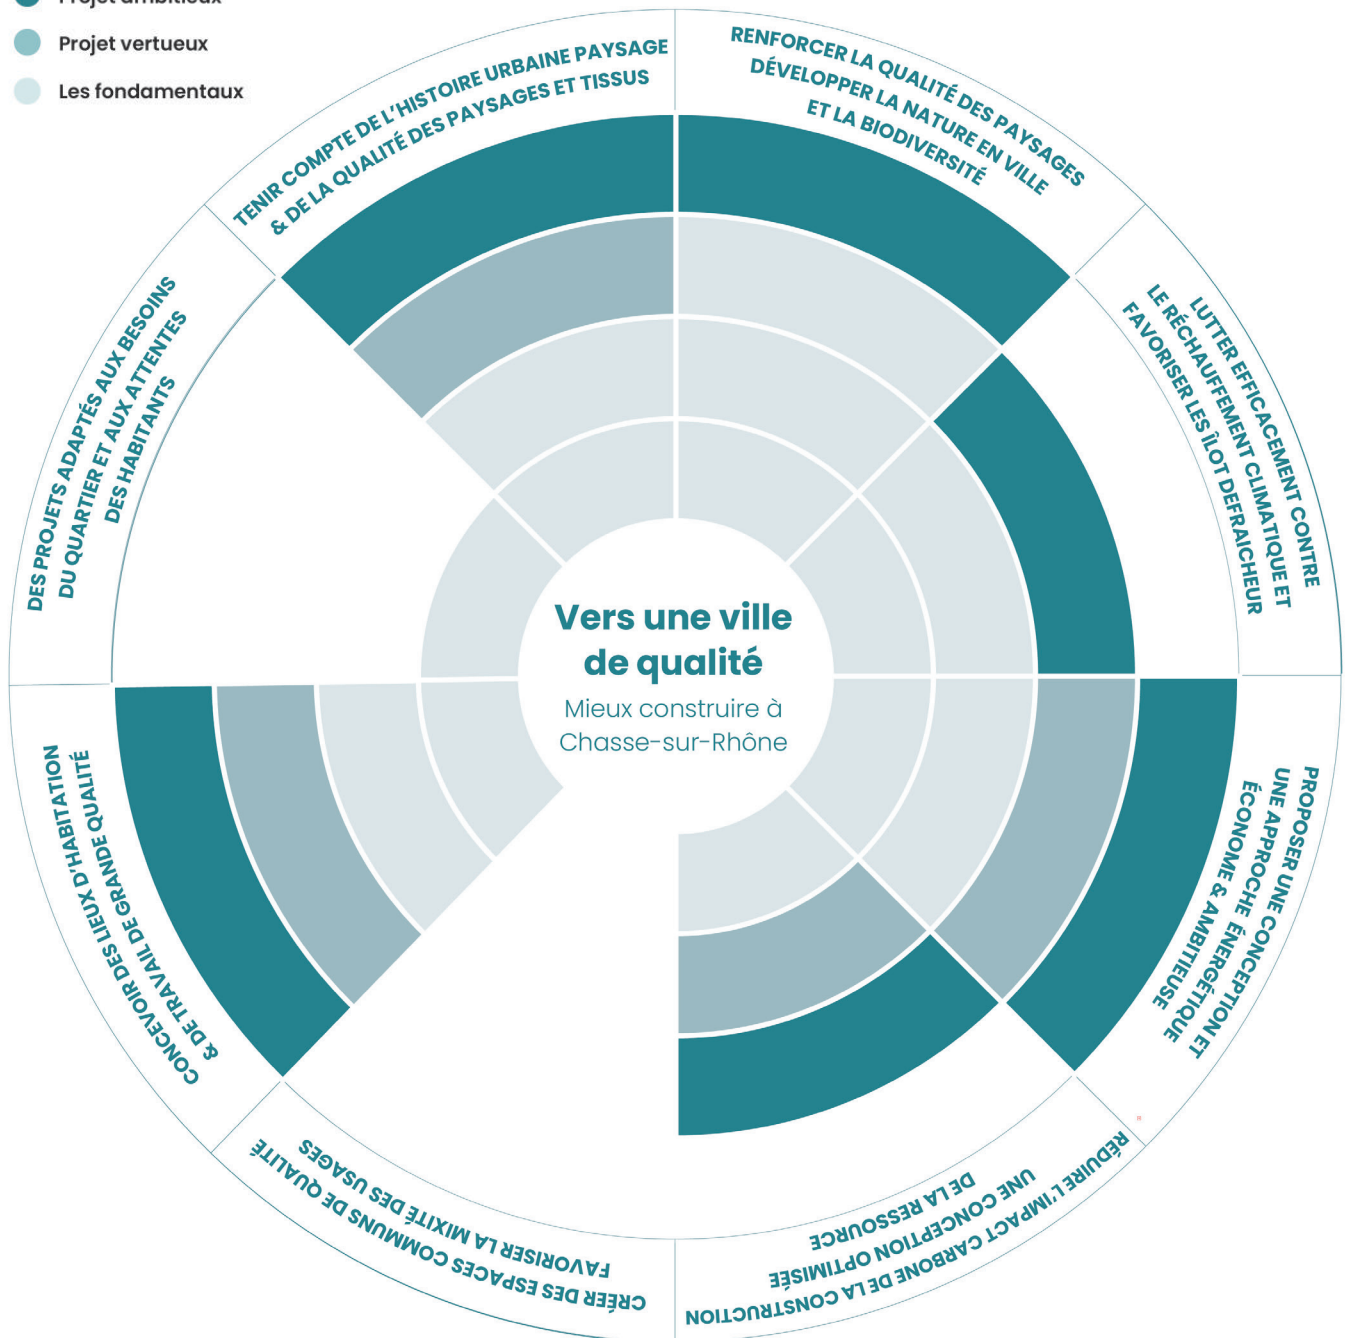 Projet ambitieux
Projet vertueux
Les fondamentaux
TENIR COMPTE DE L'HISTOIRE URBAINE PAYSAGE
& DE LA QUALITÉ DES PAYSAGES ET TISSUS
RENFORCER LA QUALITÉ DES PAYSAGES
DÉVELOPPER LA NATURE EN VILLE
ET LA BIODIVERSITÉ
LUTTER EFFICACEMENT CONTRE
LE RÉCHAUFFEMENT CLIMATIQUE ET
FAVORISER LES ÎLOT DEFRAICHEUR
PROPOSER UNE CONCEPTION ET
UNE APPROCHE ÉNERGÉTIQUE
ÉCONOME & AMBITIEUSE
RÉDUIRE L'IMPACT CARBONE DE LA CONSTRUCTION
UNE CONCEPTION OPTIMISÉE
DE LA RESSOURCE
CRÉER DES ESPACES COMMUNS DE QUALITÉ
FAVORISER LA MIXITÉ DES USAGES
CONCEVOIR DES LIEUX D'HABITATION
& DE TRAVAIL DE GRANDE QUALITÉ
DES PROJETS ADAPTÉS AUX BESOINS
DU QUARTIER ET AUX ATTENTES
DES HABITANTS
Vers une ville
de qualité
Mieux construire à
Chasse-sur-Rhône